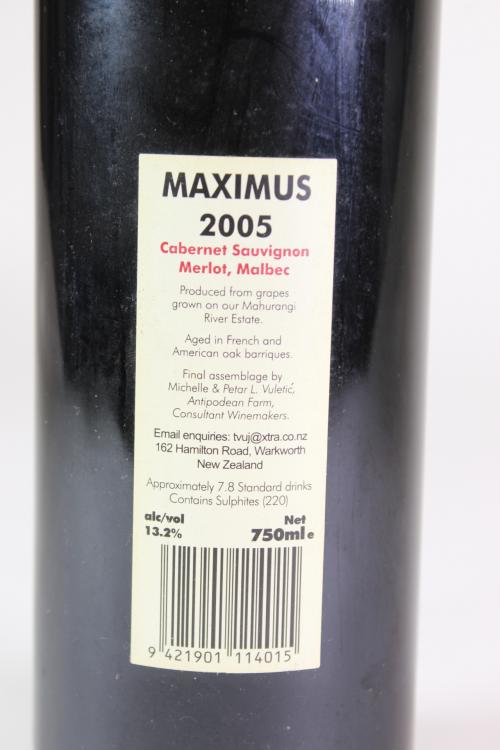 MAXIMUS
2005
Cabernet Sauvignon
Merlot, Malbec
Produced from grapes
grown on our Mahurangi
River Estate.
Aged in French and
American oak barriques.
Final assemblage by
Michelle & Petar L. Vuletić,
Antipodean Farm,
Consultant Winemakers.
Email enquiries: tvuj@xtra.co.nz
162 Hamilton Road, Warkworth
New Zealand
Approximately 7.8 Standard drinks
Contains Sulphites (220)
alc/vol Net
13.2% 750ml e
9 421901 114015